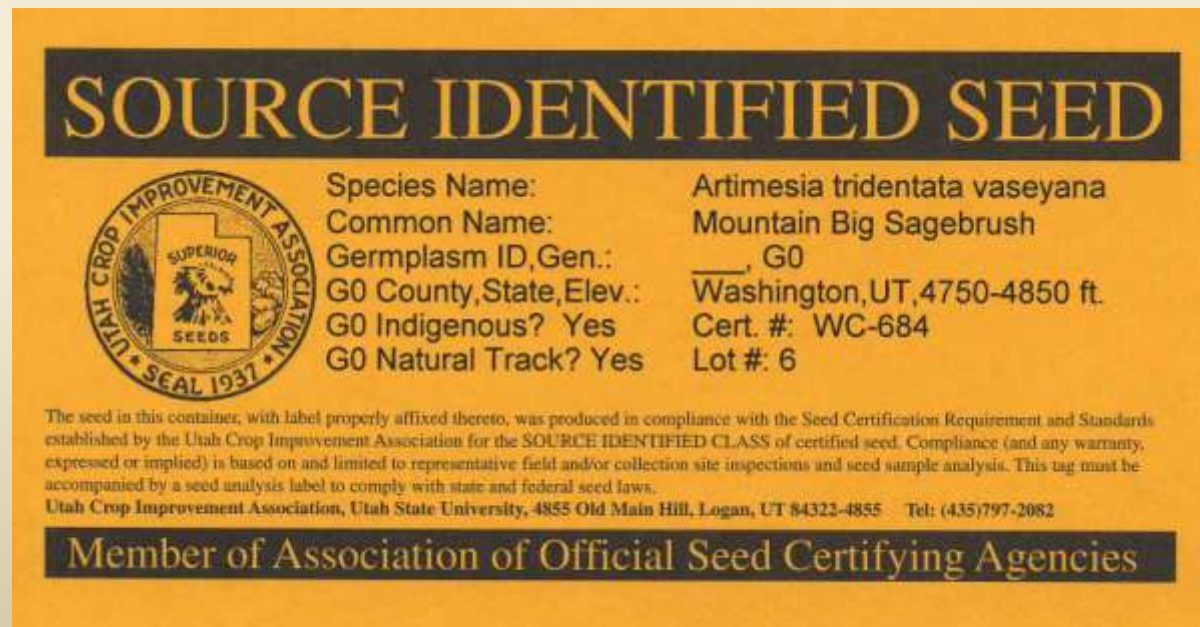 SOURCE IDENTIFIED SEED
UTAH CROP IMPROVEMENT ASSOCIATION
SUPERIOR
SEEDS
SEAL 1937
Species Name: Artimesia tridentata vaseyana
Common Name: Mountain Big Sagebrush
Germplasm ID,Gen.: ___, G0
G0 County,State,Elev.: Washington,UT,4750-4850 ft.
G0 Indigenous? Yes Cert. #: WC-684
G0 Natural Track? Yes Lot #: 6
The seed in this container, with label properly affixed thereto, was produced in compliance with the Seed Certification Requirement and Standards
established by the Utah Crop Improvement Association for the SOURCE IDENTIFIED CLASS of certified seed. Compliance (and any warranty,
expressed or implied) is based on and limited to representative field and/or collection site inspections and seed sample analysis. This tag must be
accompanied by a seed analysis label to comply with state and federal seed laws.
Utah Crop Improvement Association, Utah State University, 4855 Old Main Hill, Logan, UT 84322-4855 Tel: (435)797-2082
Member of Association of Official Seed Certifying Agencies